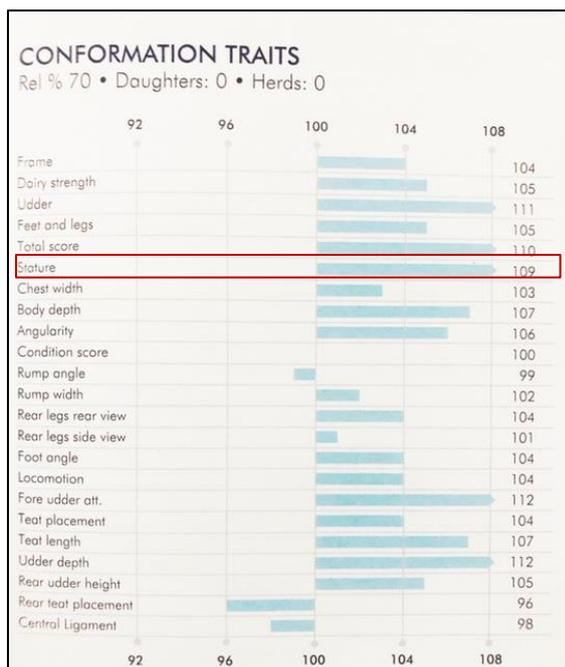 CONFORMATION TRAITS
Rel % 70 • Daughters: 0 • Herds: 0
92 96 100 104 108
Frame 104
Dairy strength 105
Udder 111
Feet and legs 105
Total score 110
Stature 109
Chest width 103
Body depth 107
Angularity 106
Condition score 100
Rump angle 99
Rump width 102
Rear legs rear view 104
Rear legs side view 101
Foot angle 104
Locomotion 104
Fore udder att. 112
Teat placement 104
Teat length 107
Udder depth 112
Rear udder height 105
Rear teat placement 96
Central Ligament 98
92 96 100 104 108